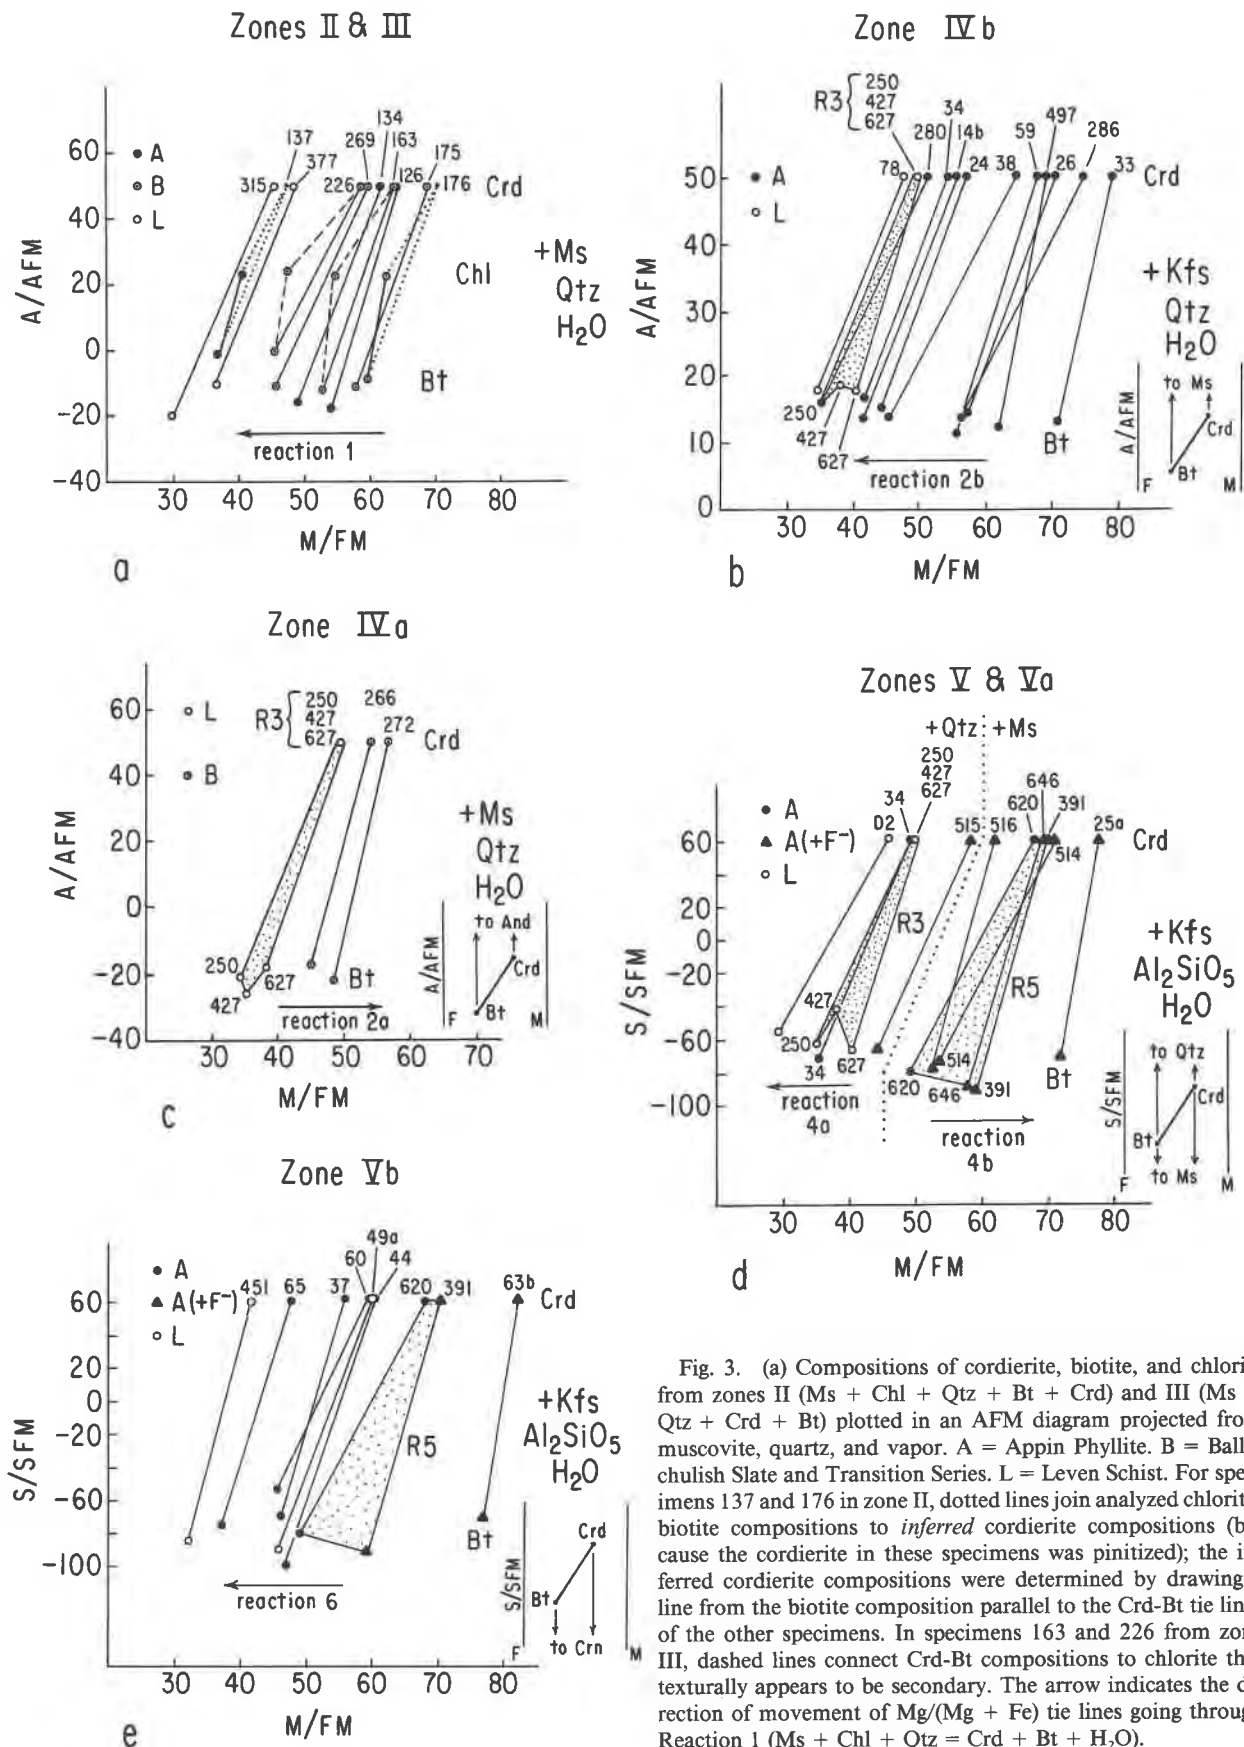 Zones II & III
60
40
20
0
-20
-40
A/AFM
A
B
L
137
377
315
269
226
134
163
126
175
176
Crd
Chl
Bt
+Ms
Qtz
H2O
reaction 1
30 40 50 60 70 80
M/FM
a
Zone IVb
R3 { 250
427
627
280
34
14b
78
24
38
59
497
26
286
33
Crd
50
40
30
20
10
0
A/AFM
A
L
+Kfs
Qtz
H2O
250
427
627
Bt
reaction 2b
30 40 50 60 70 80
M/FM
A/AFM
to Ms
Crd
Bt
F
M
b
Zone IVa
60
40
20
0
-20
-40
A/AFM
L
B
R3 { 250
427
627
266
272
Crd
+Ms
Qtz
H2O
250
427
627
Bt
reaction 2a
30 40 50 60 70
M/FM
A/AFM
to And
Crd
Bt
F
M
c
Zones V & Va
+Qtz
+Ms
250
427
627
34
D2
515
516
646
620
391
514
25a
Crd
60
20
0
-20
-60
-100
S/SFM
A
A(+F-)
L
R3
R5
+Kfs
Al2SiO5
H2O
427
250
34
627
620
514
646
391
Bt
reaction 4a
reaction 4b
30 40 50 60 70 80
M/FM
S/SFM
to Qtz
Crd
Bt
to Ms
F
M
d
Zone Vb
60
20
0
-20
-60
-100
S/SFM
A
A(+F-)
L
451
65
37
60
49a
44
620
391
63b
Crd
R5
+Kfs
Al2SiO5
H2O
Bt
reaction 6
30 40 50 60 70 80
M/FM
S/SFM
Crd
Bt
to Crn
F
M
e
Fig. 3. (a) Compositions of cordierite, biotite, and chlori
from zones II (Ms + Chl + Qtz + Bt + Crd) and III (Ms
Qtz + Crd + Bt) plotted in an AFM diagram projected fro
muscovite, quartz, and vapor. A = Appin Phyllite. B = Ball
chulish Slate and Transition Series. L = Leven Schist. For spe
imens 137 and 176 in zone II, dotted lines join analyzed chlorit
biotite compositions to inferred cordierite compositions (b
cause the cordierite in these specimens was pinitized); the i
ferred cordierite compositions were determined by drawing
line from the biotite composition parallel to the Crd-Bt tie lin
of the other specimens. In specimens 163 and 226 from zon
III, dashed lines connect Crd-Bt compositions to chlorite th
texturally appears to be secondary. The arrow indicates the d
rection of movement of Mg/(Mg + Fe) tie lines going throug
Reaction 1 (Ms + Chl + Qtz = Crd + Bt + H2O).